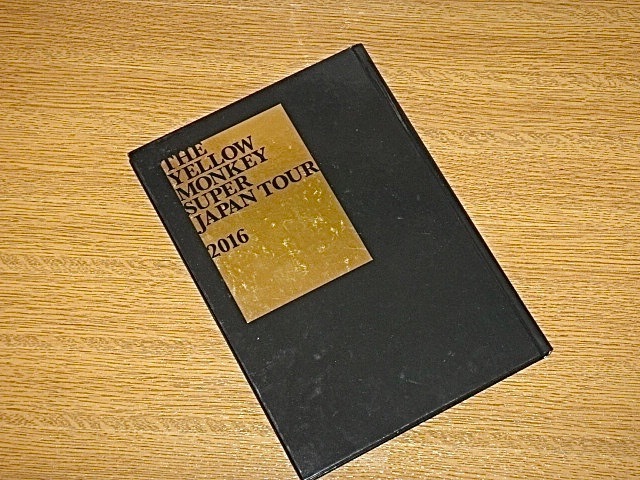 THE
YELLOW
MONKEY
SUPER
JAPAN TOUR
2016